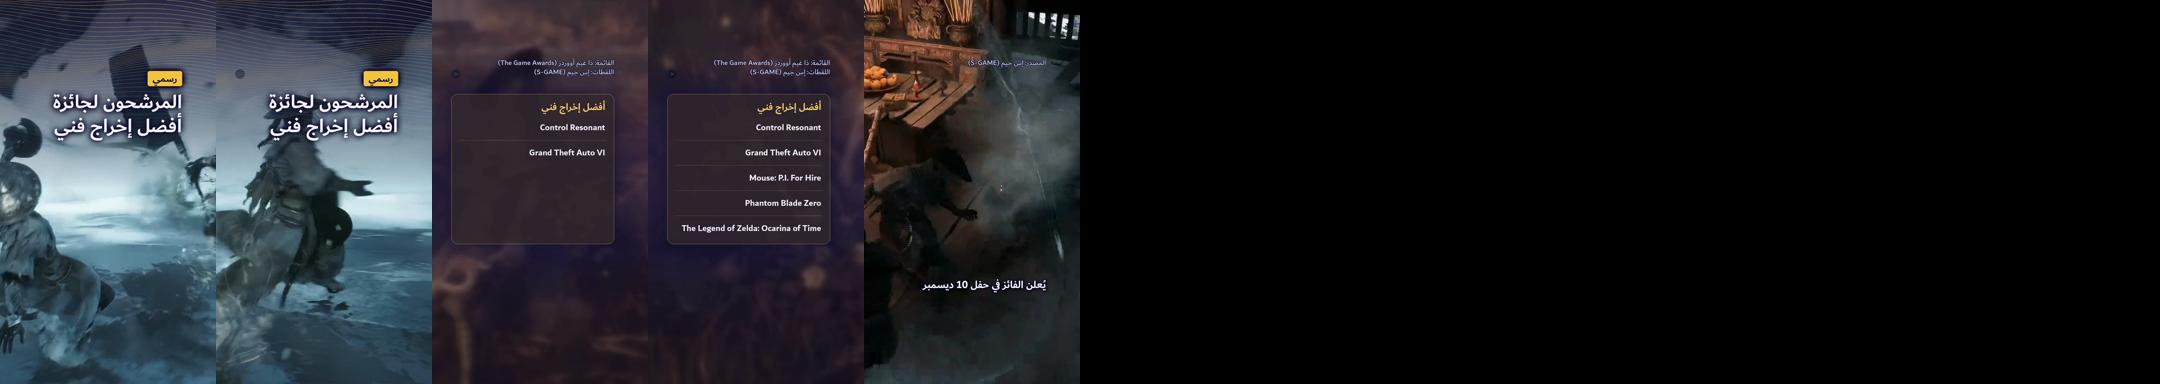 رسمي
المرشحون لجائزة
أفضل إخراج فني
رسمي
المرشحون لجائزة
أفضل إخراج فني
القائمة: ذا غيم أووردز (The Game Awards)
اللقطات: إس جيم (S-GAME)
أفضل إخراج فني
Control Resonant
Grand Theft Auto VI
القائمة: ذا غيم أووردز (The Game Awards)
اللقطات: إس جيم (S-GAME)
أفضل إخراج فني
Control Resonant
Grand Theft Auto VI
Mouse: P.I. For Hire
Phantom Blade Zero
The Legend of Zelda: Ocarina of Time
المصدر: إس جيم (S-GAME)
يُعلن الفائز في حفل 10 ديسمبر